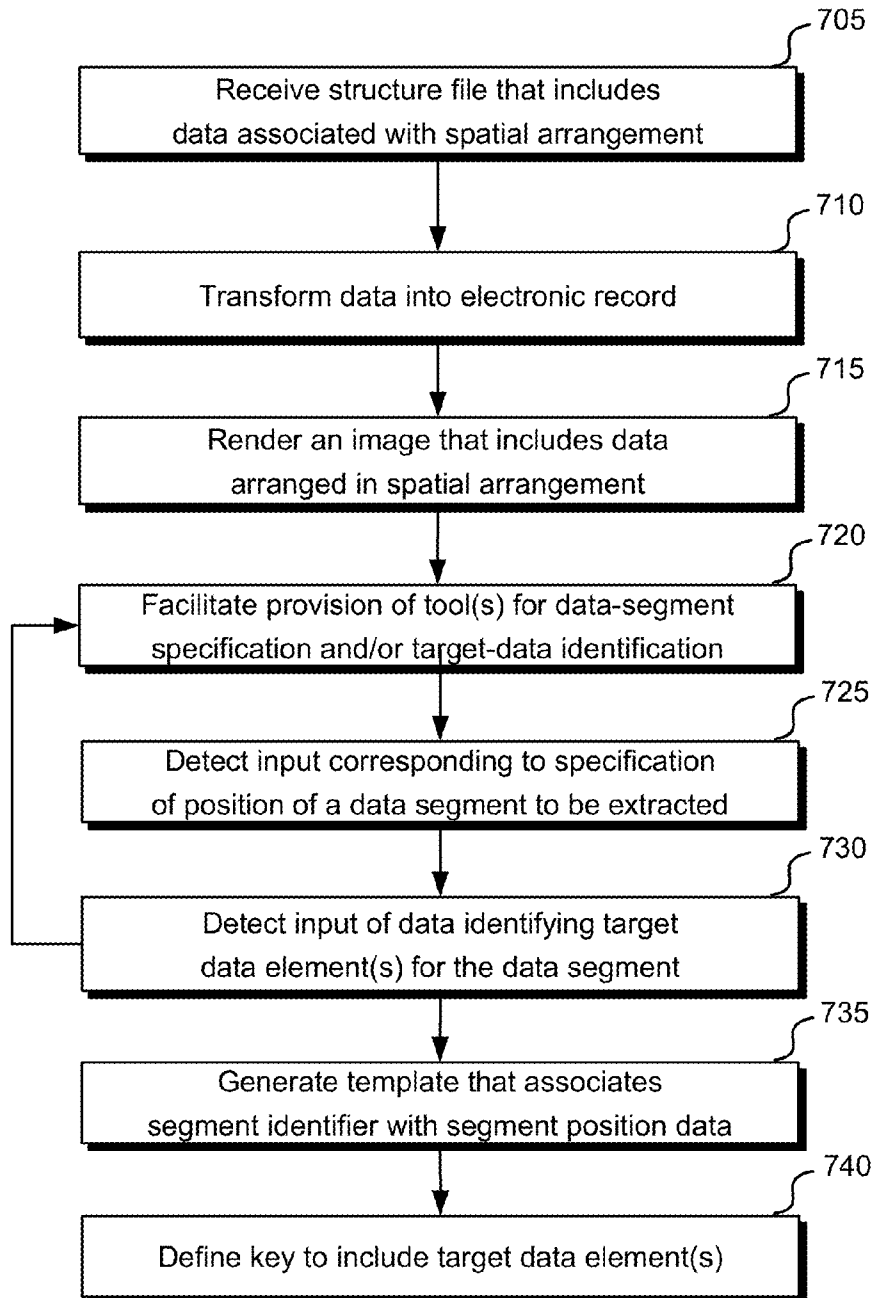 705
Receive structure file that includes
data associated with spatial arrangement
710
Transform data into electronic record
715
Render an image that includes data
arranged in spatial arrangement
720
Facilitate provision of tool(s) for data-segment
specification and/or target-data identification
725
Detect input corresponding to specification
of position of a data segment to be extracted
730
Detect input of data identifying target
data element(s) for the data segment
735
Generate template that associates
segment identifier with segment position data
740
Define key to include target data element(s)